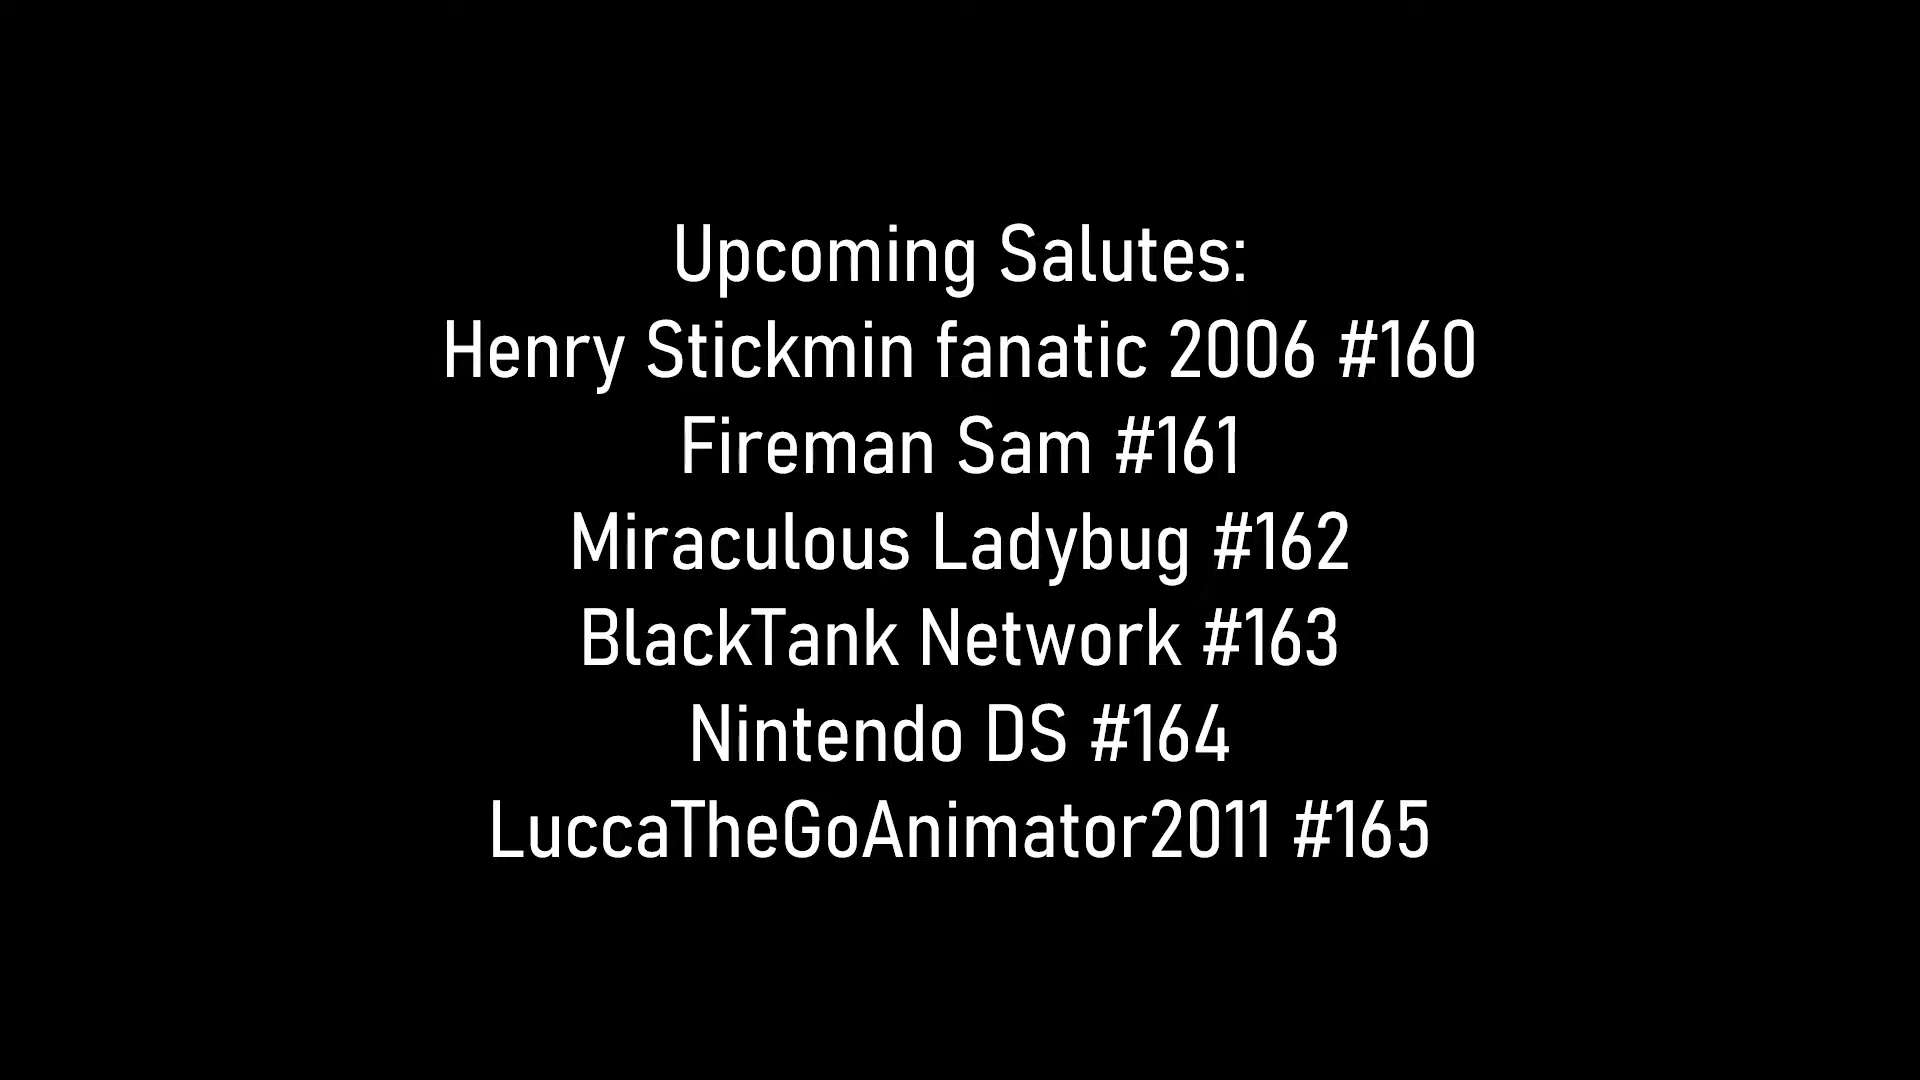 Upcoming Salutes:
Henry Stickmin fanatic 2006 #160
Fireman Sam #161
Miraculous Ladybug #162
BlackTank Network #163
Nintendo DS #164
LuccaTheGoAnimator2011 #165